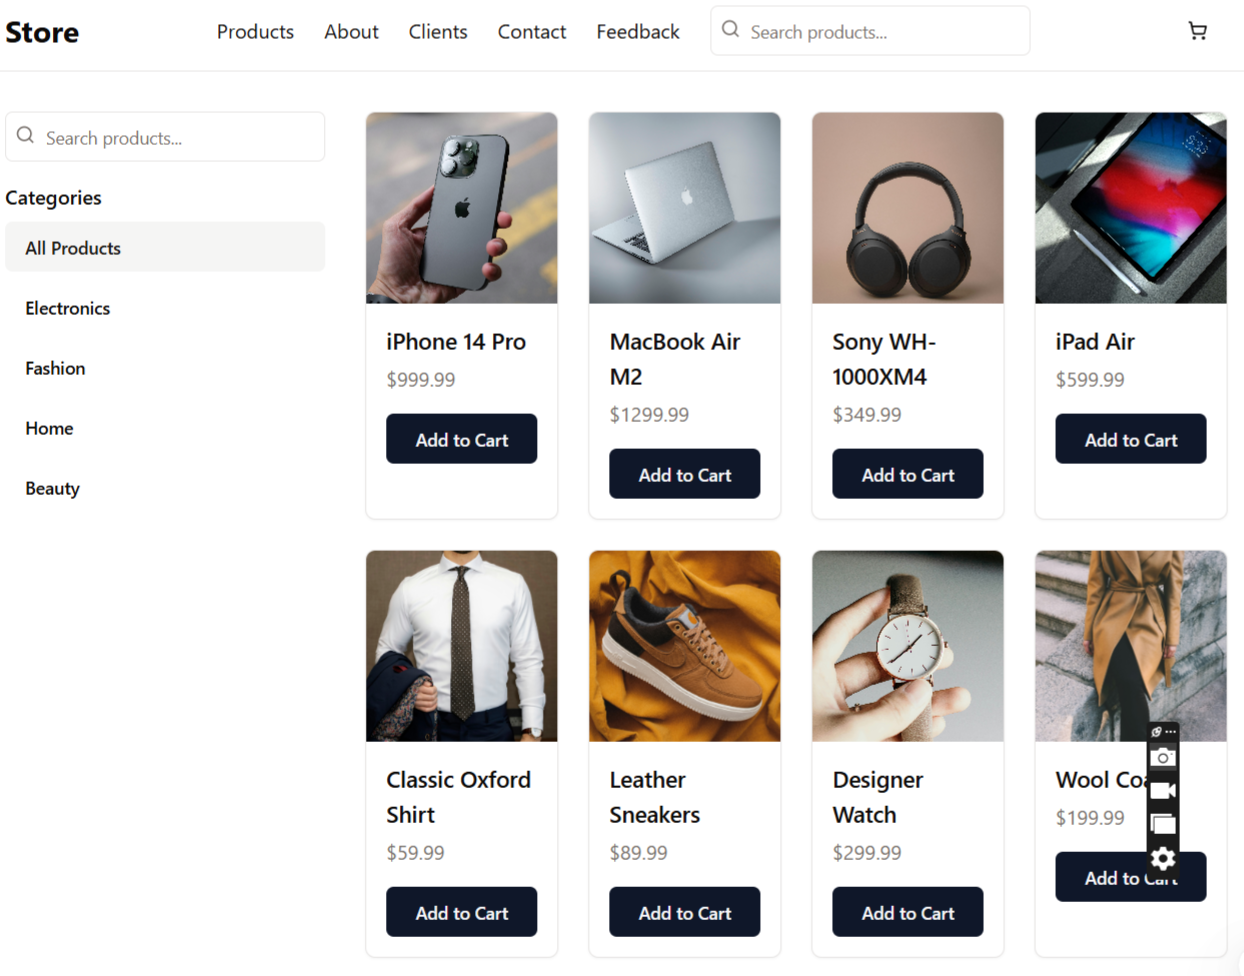 Store
Products About Clients Contact Feedback
Search products...
Search products...
Categories
All Products
Electronics
Fashion
Home
Beauty
iPhone 14 Pro
$999.99
Add to Cart
MacBook Air
M2
$1299.99
Add to Cart
Sony WH-
1000XM4
$349.99
Add to Cart
iPad Air
$599.99
Add to Cart
Classic Oxford
Shirt
$59.99
Add to Cart
Leather
Sneakers
$89.99
Add to Cart
Designer
Watch
$299.99
Add to Cart
Wool Coat
$199.99
Add to Cart